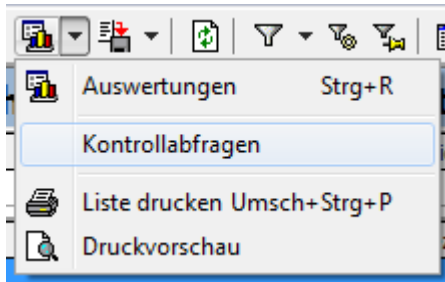 Auswertungen Strg+R
Kontrollabfragen
Liste drucken Umsch+Strg+P
Druckvorschau